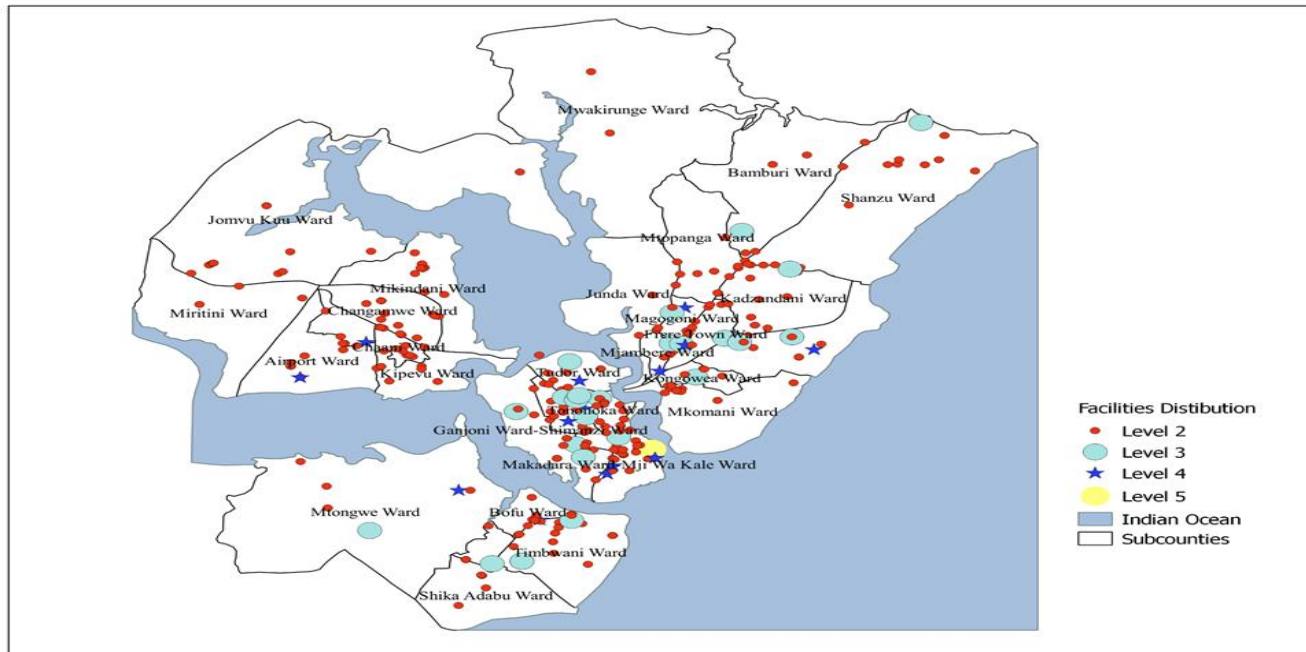 Mwakirunge Ward
Bamburi Ward
Shanzu Ward
Jomvu Kuu Ward
Mtopanga Ward
Mikindani Ward
Junda Ward
Kadzandani Ward
Miritini Ward
Changamwe Ward
Magogoni Ward
Frere Town Ward
Chaani Ward
Mjambere Ward
Airport Ward
Kipevu Ward
Tudor Ward
Kongowea Ward
Tononoka Ward
Mkomani Ward
Ganjoni Ward-Shimanzi Ward
Makadara Ward-Mji Wa Kale Ward
Mtongwe Ward
Bofu Ward
Timbwani Ward
Shika Adabu Ward
Facilities Distibution
Level 2
Level 3
Level 4
Level 5
Indian Ocean
Subcounties